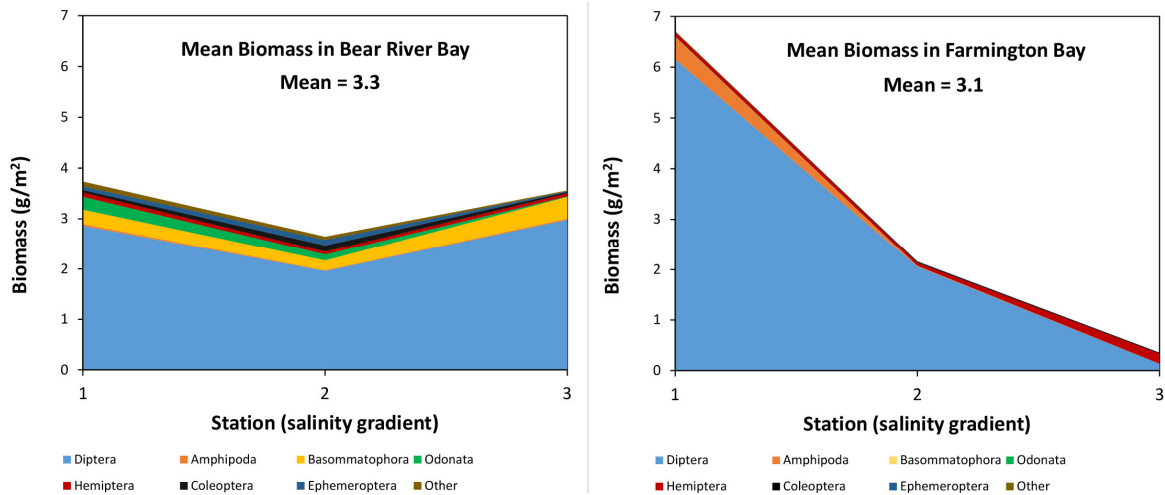 Mean Biomass in Bear River Bay
Mean = 3.3
Biomass (g/m²)
7
6
5
4
3
2
1
0
1 2 3
Station (salinity gradient)
Diptera Amphipoda Basommatophora Odonata
Hemiptera Coleoptera Ephemeroptera Other
Mean Biomass in Farmington Bay
Mean = 3.1
Biomass (g/m²)
7
6
5
4
3
2
1
0
1 2 3
Station (salinity gradient)
Diptera Amphipoda Basommatophora Odonata
Hemiptera Coleoptera Ephemeroptera Other